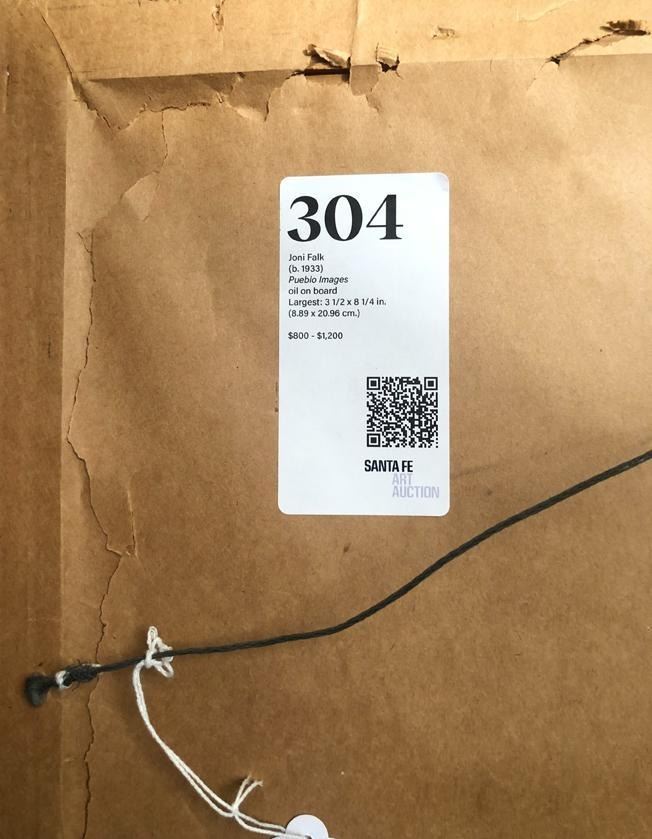 304
Joni Falk
(b. 1933)
Pueblo Images
oil on board
Largest: 3 1/2 x 8 1/4 in.
(8.89 x 20.96 cm.)
$800 - $1,200
SANTA FE
ART
AUCTION